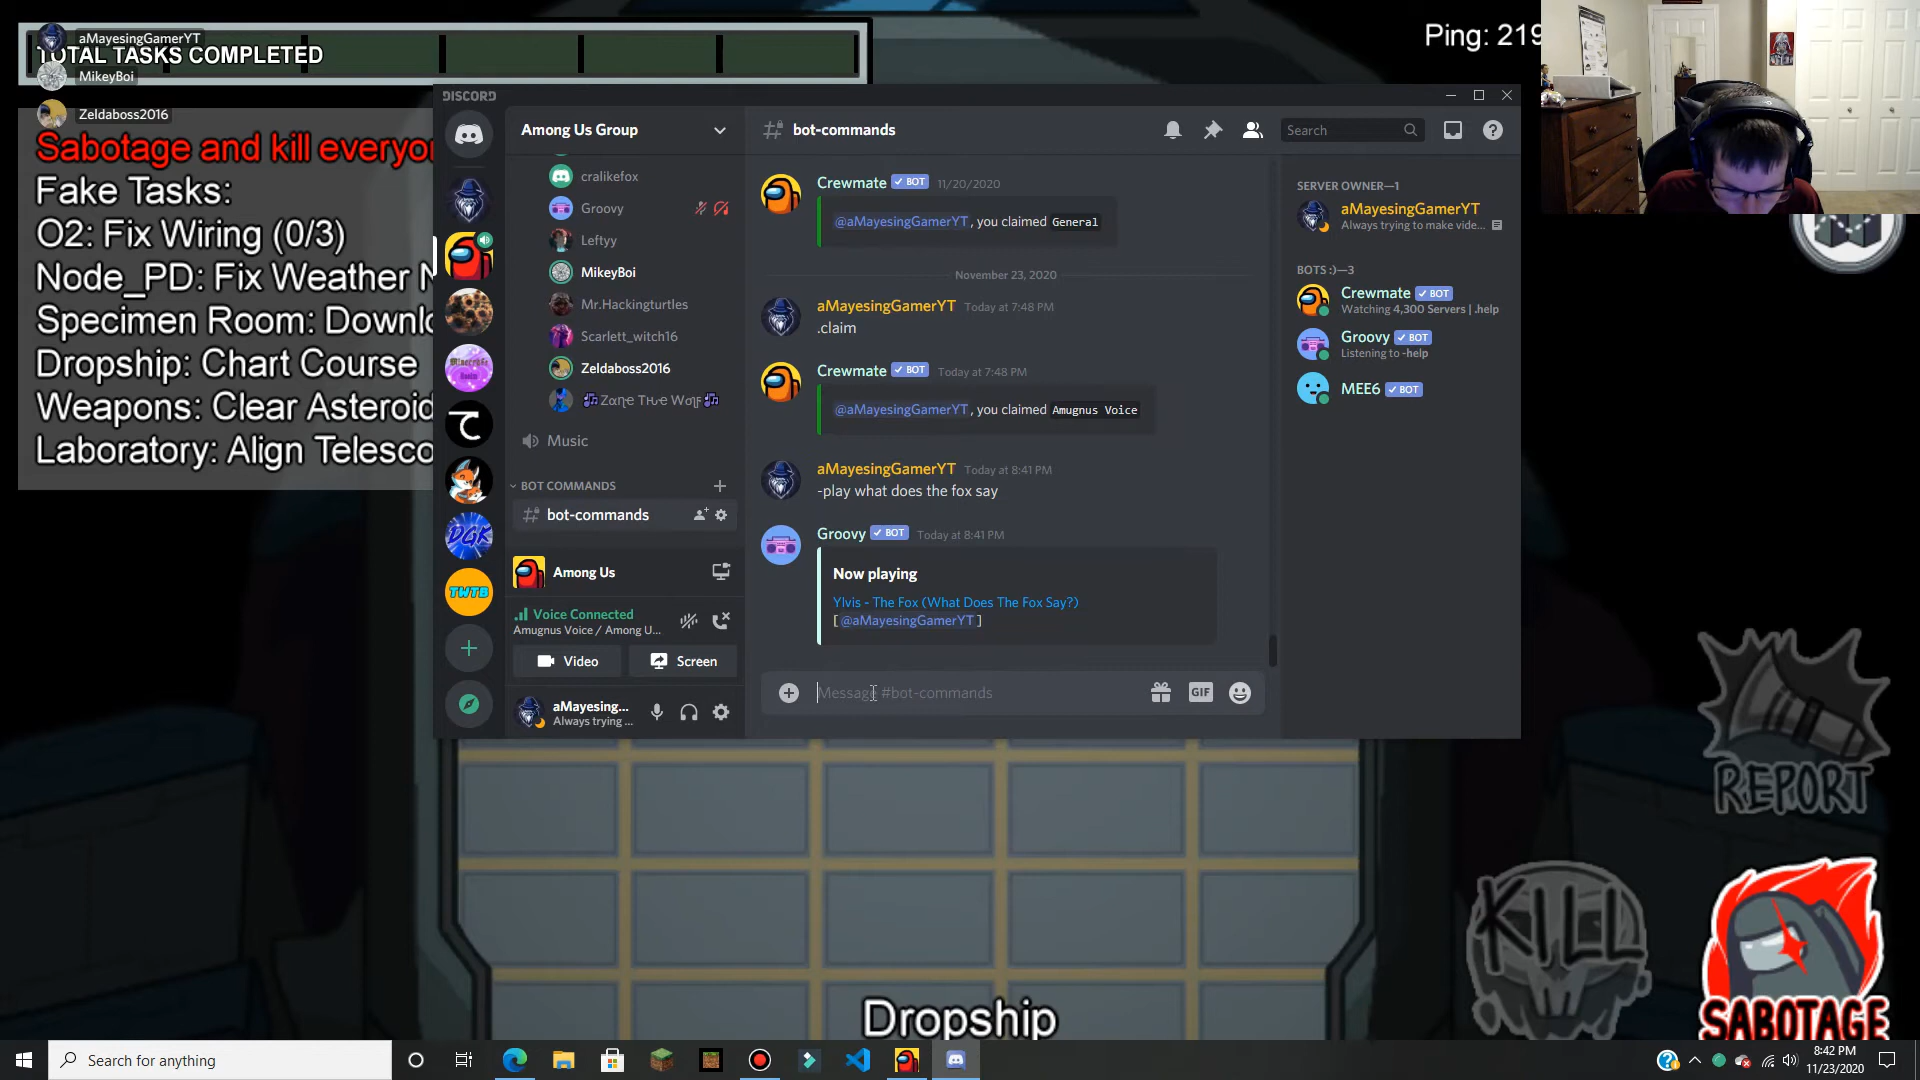 aMayesingGamerYT
TOTAL TASKS COMPLETED
MikeyBoi
Zeldaboss2016
Sabotage and kill everyo
Fake Tasks:
O2: Fix Wiring (0/3)
Node_PD: Fix Weather N
Specimen Room: Downlo
Dropship: Chart Course
Weapons: Clear Asteroid
Laboratory: Align Telesco
Ping: 219
DISCORD
Among Us Group
cralikefox
Groovy
Leftyy
MikeyBoi
Mr.Hackingturtles
Scarlett_witch16
Zeldaboss2016
Music
BOT COMMANDS
bot-commands
Among Us
Voice Connected
Amugnus Voice / Among U...
Video
Screen
aMayesing...
Always trying ...
TWTB
DGK
bot-commands
Search
Crewmate BOT 11/20/2020
@aMayesingGamerYT, you claimed General
November 23, 2020
aMayesingGamerYT Today at 7:48 PM
.claim
Crewmate BOT Today at 7:48 PM
@aMayesingGamerYT, you claimed Amugnus Voice
aMayesingGamerYT Today at 8:41 PM
-play what does the fox say
Groovy BOT Today at 8:41 PM
Now playing
Ylvis - The Fox (What Does The Fox Say?)
[@aMayesingGamerYT]
Message #bot-commands
GIF
SERVER OWNER—1
aMayesingGamerYT
Always trying to make vide...
BOTS :)—3
Crewmate BOT
Watching 4,300 Servers | .help
Groovy BOT
Listening to -help
MEE6 BOT
REPORT
KILL
SABOTAGE
Dropship
Search for anything
8:42 PM
11/23/2020